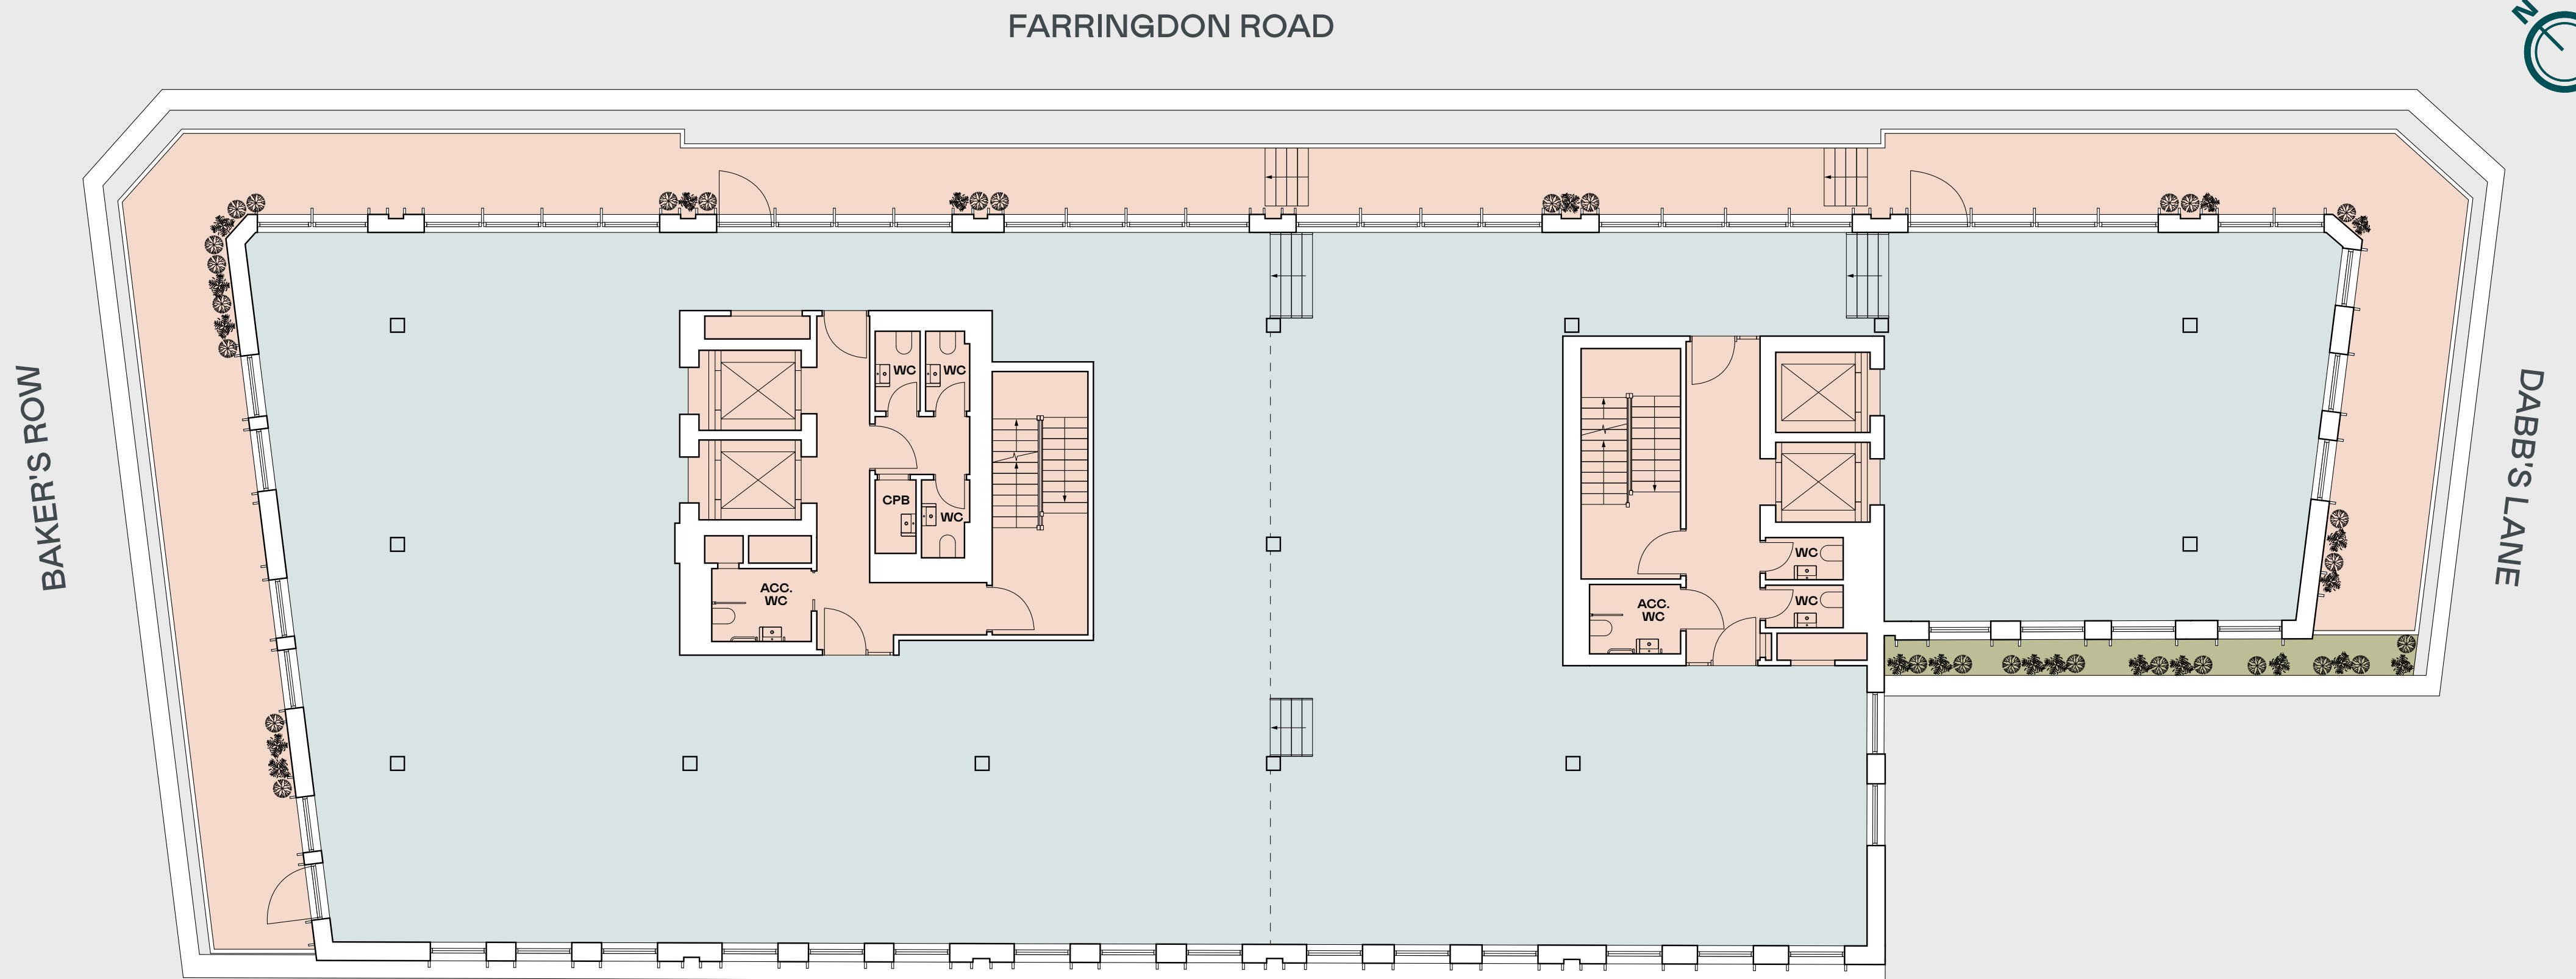 FARRINGDON ROAD
N
BAKER'S ROW
DABB'S LANE
WC
WC
CPB
WC
ACC.
WC
WC
WC
ACC.
WC